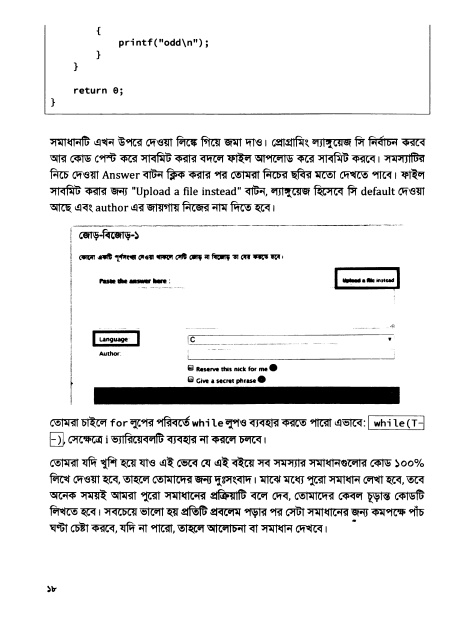 {
printf("odd\n");
}
}
return 0;
}
সমাধানটি এখন উপরে দেওয়া লিঙ্কে গিয়ে জমা দাও। প্রোগ্রামিং ল্যাঙ্গুয়েজ সি নির্বাচন করবে
আর কোড পেস্ট করে সাবমিট করার বদলে ফাইল আপলোড করে সাবমিট করবে। সমস্যাটির
নিচে দেওয়া Answer বাটন ক্লিক করার পর তোমরা নিচের ছবির মতো দেখতে পাবে। ফাইল
সাবমিট করার জন্য "Upload a file instead" বাটন, ল্যাঙ্গুয়েজ হিসেবে সি default দেওয়া
আছে এবং author এর জায়গায় নিজের নাম দিতে হবে।
জোড়-বিজোড়-১
কোনো একটি পূর্ণসংখ্যা দেওয়া থাকলে সেটি জোড় না বিজোড় তা বের করতে হবে।
Paste the answer here :
Upload a file instead
Language
C
Author:
Reserve this nick for me
Give a secret phrase
তোমরা চাইলে for লুপের পরিবর্তে while লুপও ব্যবহার করতে পারো এভাবে: while(T-
-), সেক্ষেত্রে i ভ্যারিয়েবলটি ব্যবহার না করলে চলবে।
তোমরা যদি খুশি হয়ে যাও এই ভেবে যে এই বইয়ে সব সমস্যার সমাধানগুলোর কোড ১০০%
লিখে দেওয়া হবে, তাহলে তোমাদের জন্য দুঃসংবাদ। মাঝে মধ্যে পুরো সমাধান লেখা হবে, তবে
অনেক সময়ই আমরা পুরো সমাধানের প্রক্রিয়াটি বলে দেব, তোমাদের কেবল চূড়ান্ত কোডটি
লিখতে হবে। সবচেয়ে ভালো হয় প্রতিটি প্রবলেম পড়ার পর সেটা সমাধানের জন্য কমপক্ষে পাঁচ
ঘণ্টা চেষ্টা করবে, যদি না পারো, তাহলে আলোচনা বা সমাধান দেখবে।
১৮